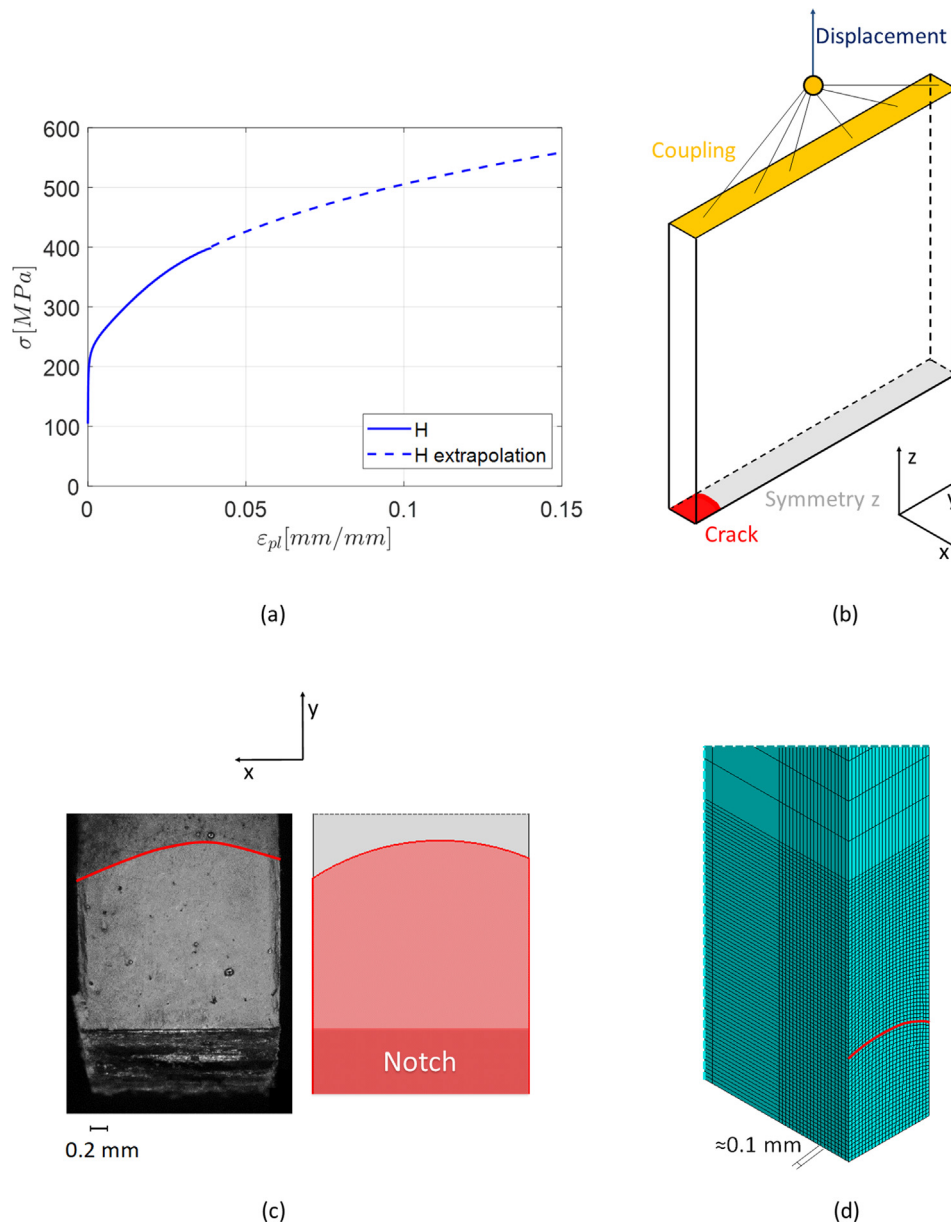 Displacement
Coupling
600
500
400
300
200
100
0
σ[MPa]
0
0.05
0.1
0.15
ε_pl[mm/mm]
H
H extrapolation
z
y
x
Symmetry z
Crack
(a)
(b)
y
x
Notch
0.2 mm
≈0.1 mm
(c)
(d)